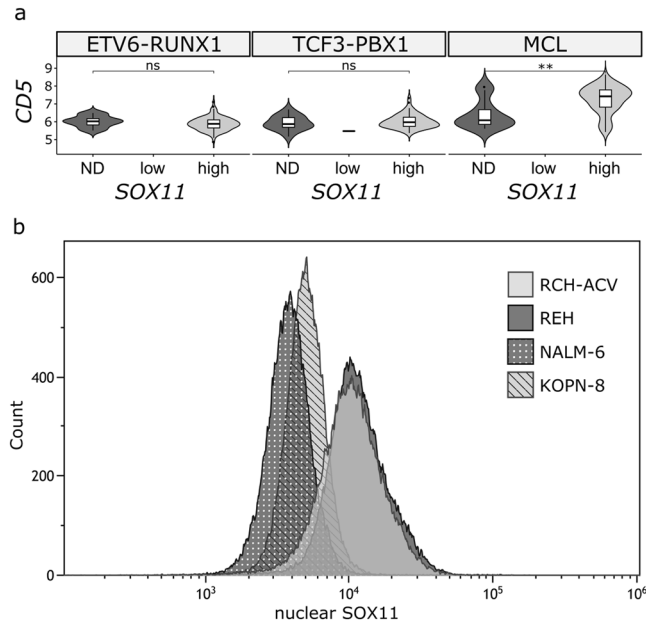 a
ETV6-RUNX1 TCF3-PBX1 MCL
ns ns **
CD5
9
8
7
6
5
ND low high ND low high ND low high
SOX11 SOX11 SOX11
b
600
400
200
0
Count
RCH-ACV
REH
NALM-6
KOPN-8
10³ 10⁴ 10⁵ 10⁶
nuclear SOX11